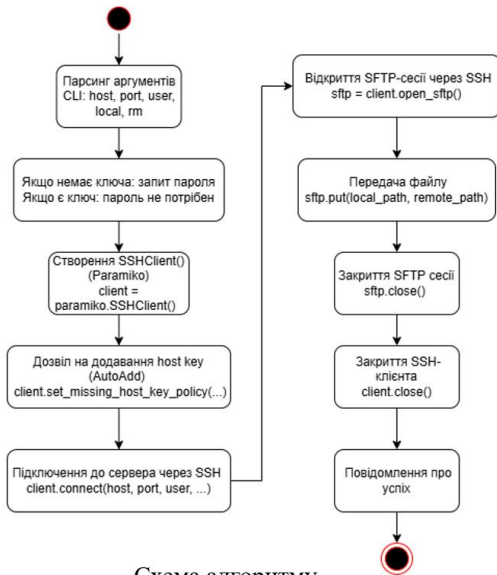 Парсинг аргументів
CLI: host, port, user,
local, rm
Якщо немає ключа: запит пароля
Якщо є ключ: пароль не потрібен
Створення SSHClient()
(Paramiko)
client =
paramiko.SSHClient()
Дозвіл на додавання host key
(AutoAdd)
client.set_missing_host_key_policy(...)
Підключення до сервера через SSH
client.connect(host, port, user, ...)
Відкриття SFTP-сесії через SSH
sftp = client.open_sftp()
Передача файлу
sftp.put(local_path, remote_path)
Закриття SFTP сесії
sftp.close()
Закриття SSH-
клієнта
client.close()
Повідомлення про
успіх